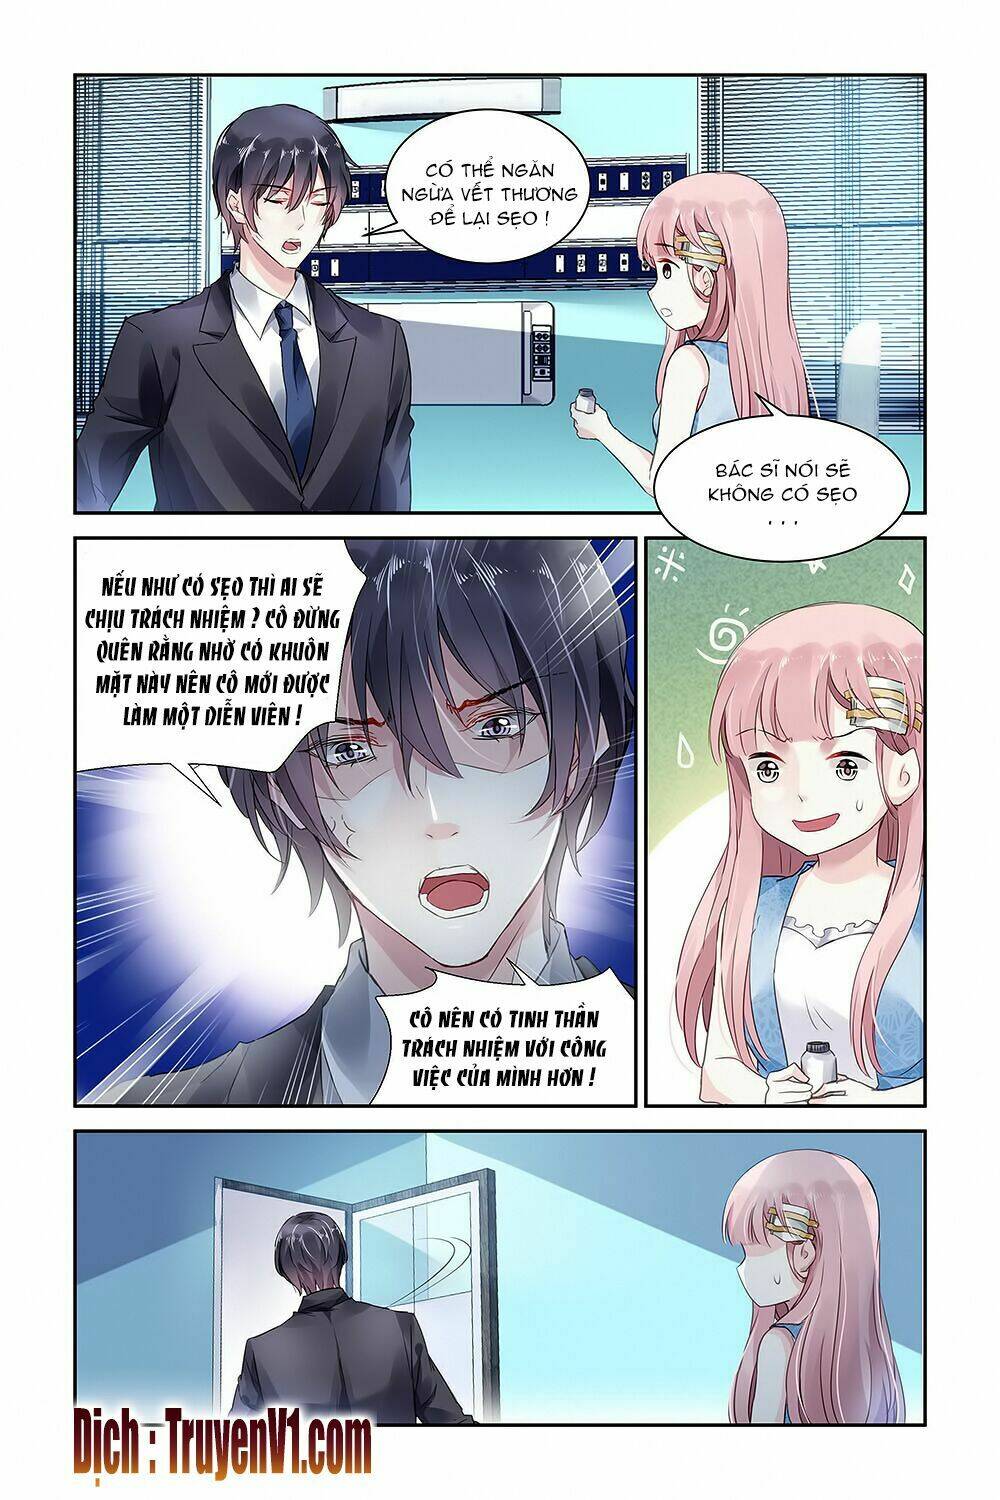 CÓ THỂ NGĂN
NGỪA VẾT THƯƠNG
ĐỂ LẠI SẸO !
BÁC SĨ NÓI SẼ
KHÔNG CÓ SẸO
. . .
NẾU NHƯ CÓ SẸO THÌ AI SẼ
CHỊU TRÁCH NHIỆM ? CÔ ĐỪNG
QUÊN RẰNG NHỜ CÓ KHUÔN
MẶT NÀY NÊN CÔ MỚI ĐƯỢC
LÀM MỘT DIỄN VIÊN !
CÔ NÊN CÓ TINH THẦN
TRÁCH NHIỆM VỚI CÔNG
VIỆC CỦA MÌNH HƠN !
Dịch : TruyenV1.com